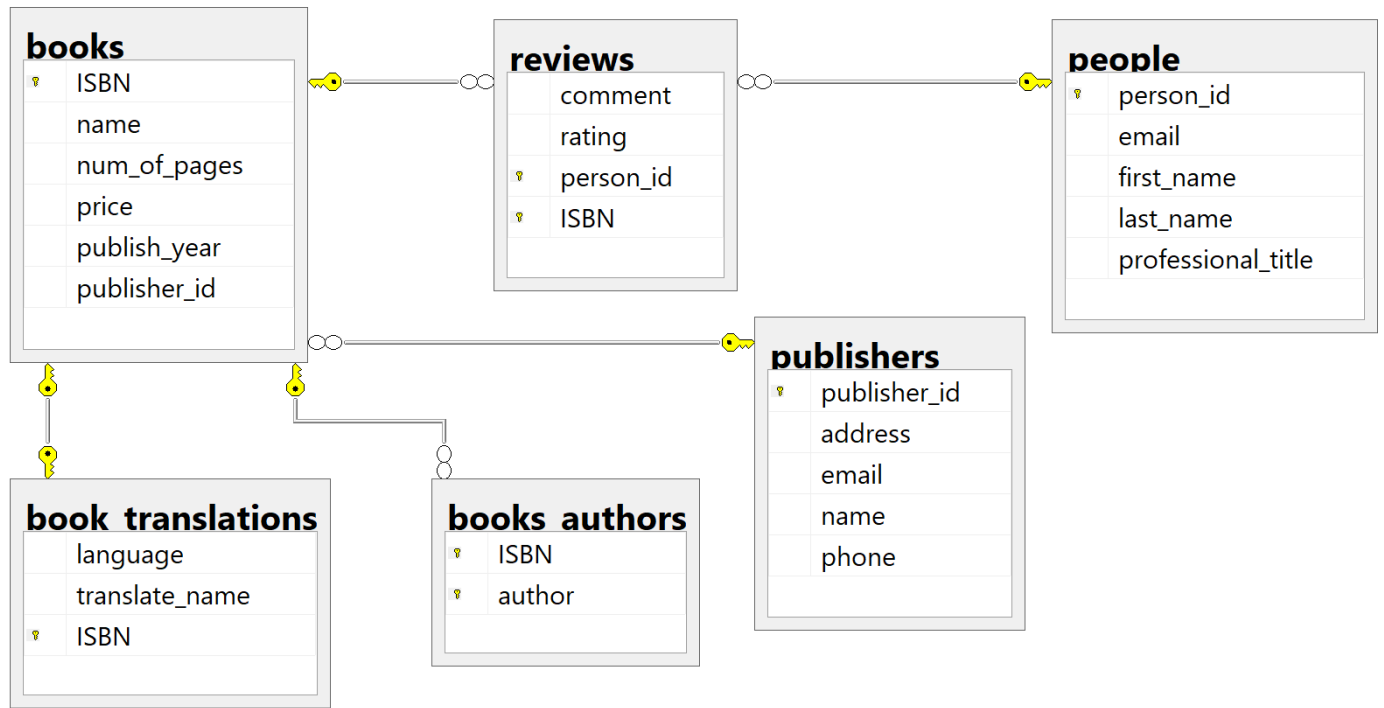 books
ISBN
name
num_of_pages
price
publish_year
publisher_id
reviews
comment
rating
person_id
ISBN
people
person_id
email
first_name
last_name
professional_title
publishers
publisher_id
address
email
name
phone
book_translations
language
translate_name
ISBN
books_authors
ISBN
author